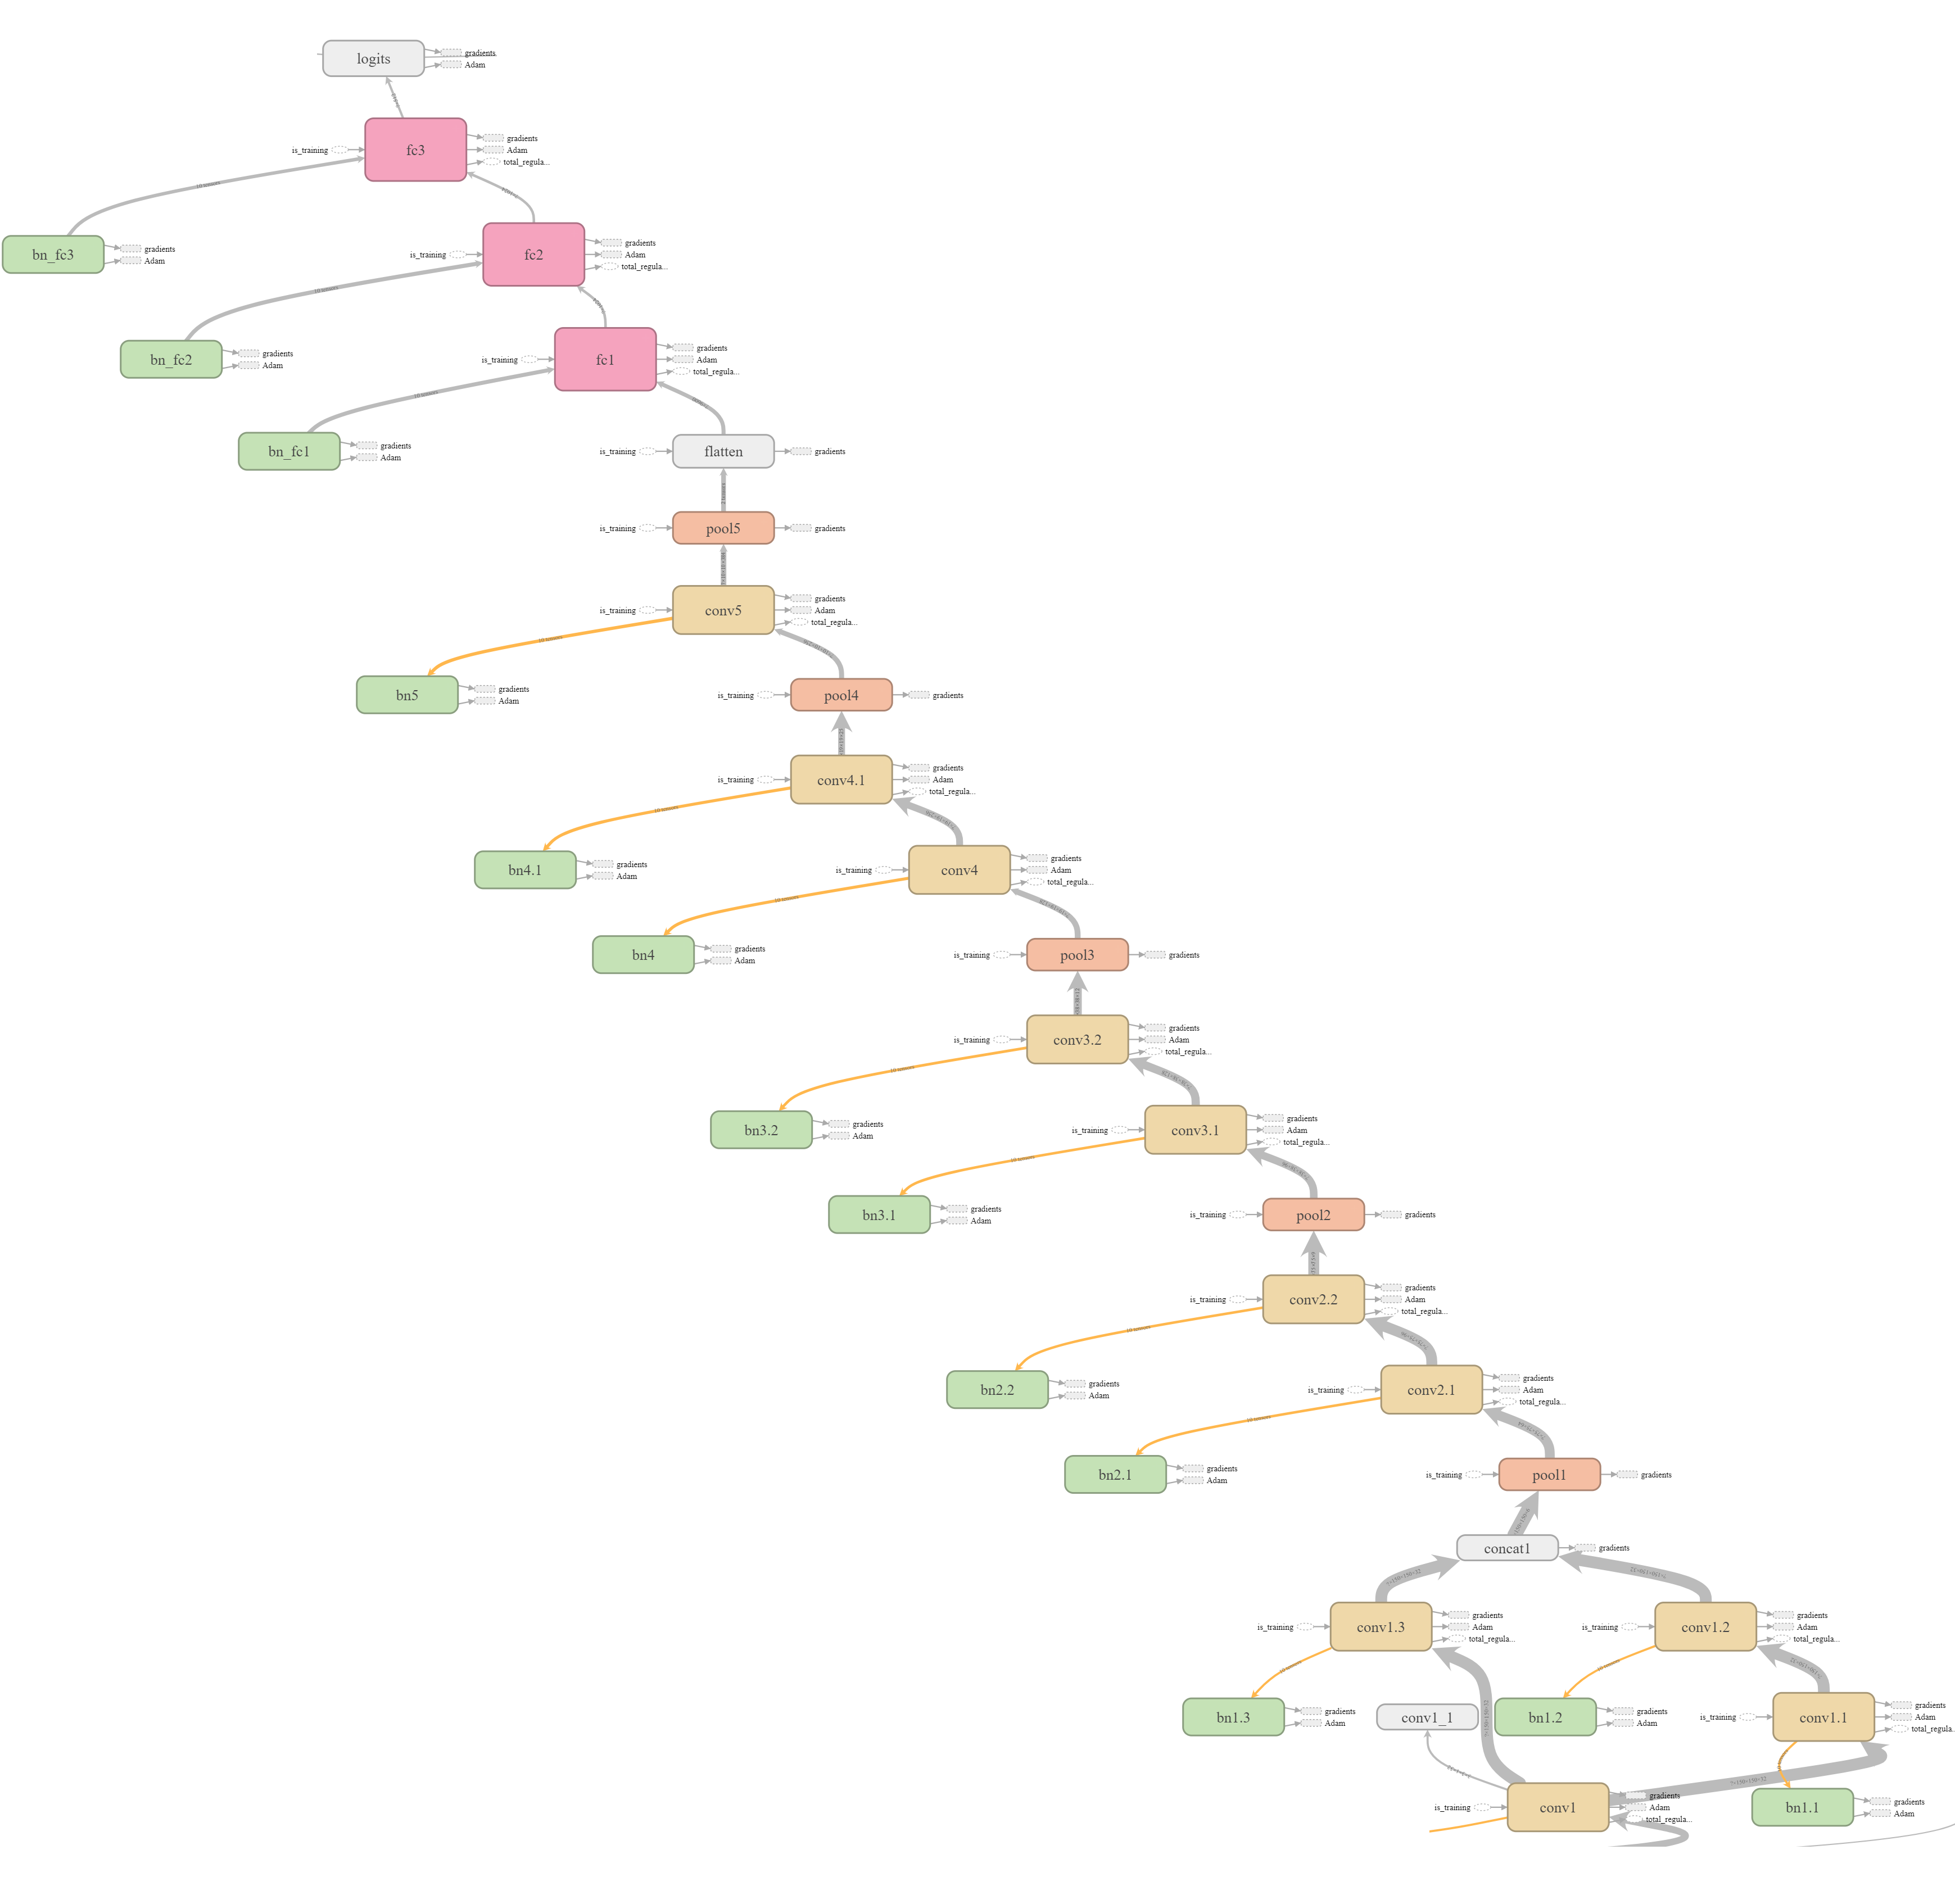 logits
gradients
Adam
fc3
is_training
gradients
Adam
total_regula...
bn_fc3
gradients
Adam
fc2
is_training
gradients
Adam
total_regula...
bn_fc2
gradients
Adam
fc1
is_training
gradients
Adam
total_regula...
bn_fc1
gradients
Adam
flatten
is_training
gradients
pool5
is_training
gradients
conv5
is_training
gradients
Adam
total_regula...
bn5
gradients
Adam
pool4
is_training
gradients
conv4.1
is_training
gradients
Adam
total_regula...
bn4.1
gradients
Adam
conv4
is_training
gradients
Adam
total_regula...
bn4
gradients
Adam
pool3
is_training
gradients
conv3.2
is_training
gradients
Adam
total_regula...
bn3.2
gradients
Adam
conv3.1
is_training
gradients
Adam
total_regula...
bn3.1
gradients
Adam
pool2
is_training
gradients
conv2.2
is_training
gradients
Adam
total_regula...
bn2.2
gradients
Adam
conv2.1
is_training
gradients
Adam
total_regula...
bn2.1
gradients
Adam
pool1
is_training
gradients
concat1
gradients
conv1.3
is_training
gradients
Adam
total_regula...
conv1.2
is_training
gradients
Adam
total_regula...
bn1.3
gradients
Adam
conv1_1
bn1.2
gradients
Adam
conv1.1
is_training
gradients
Adam
total_regula
conv1
is_training
gradients
Adam
total_regula...
bn1.1
gradients
Adam